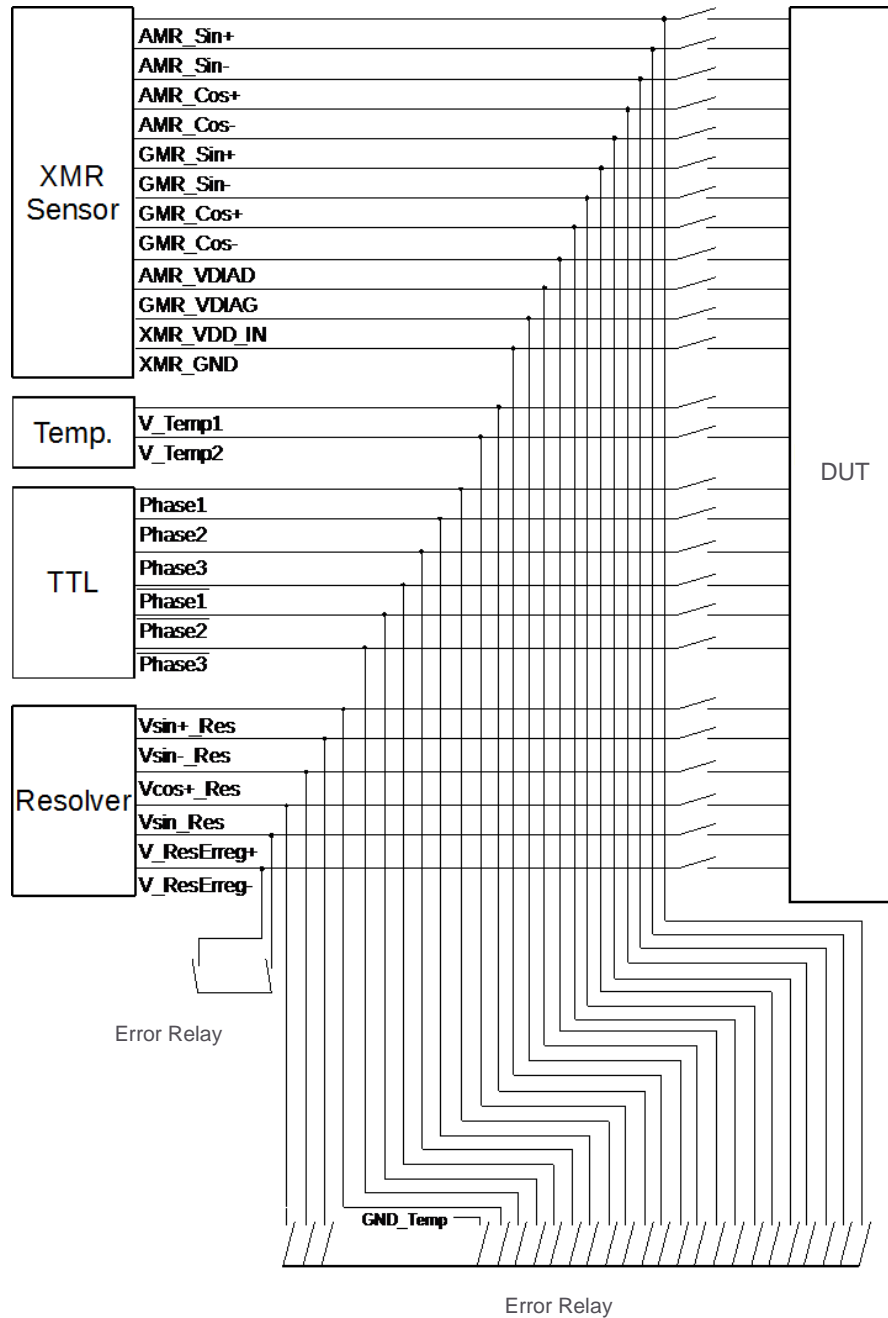 AMR_Sin+
AMR_Sin-
AMR_Cos+
AMR_Cos-
GMR_Sin+
XMR
Sensor
GMR_Sin-
GMR_Cos+
GMR_Cos-
AMR_VDIAD
GMR_VDIAG
XMR_VDD_IN
XMR_GND
Temp.
V_Temp1
V_Temp2
DUT
TTL
Phase1
Phase2
Phase3
Phase1
Phase2
Phase3
Resolver
Vsin+_Res
Vsin-_Res
Vcos+_Res
Vsin_Res
V_ResErreg+
V_ResErreg-
Error Relay
GND_Temp
Error Relay